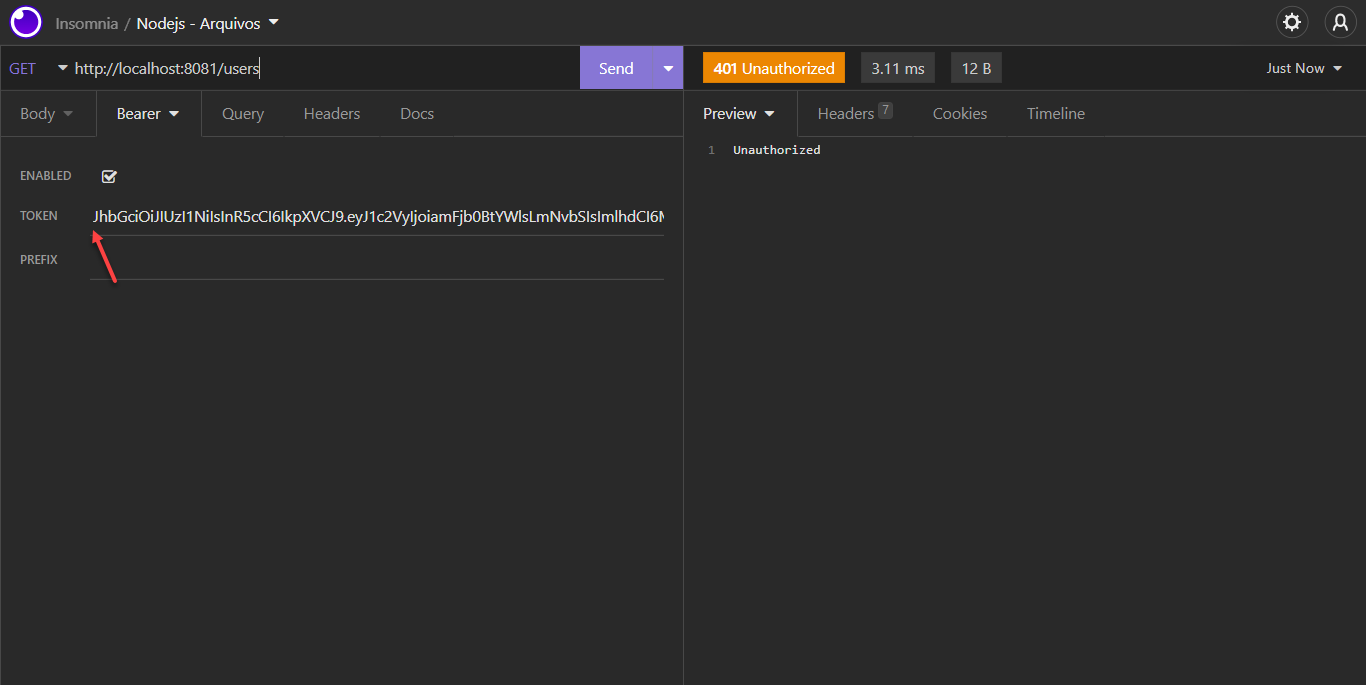 Insomnia / Nodejs - Arquivos
GET http://localhost:8081/users Send
401 Unauthorized 3.11 ms 12 B Just Now
Body Bearer Query Headers Docs
Preview Headers 7 Cookies Timeline
1 Unauthorized
ENABLED
TOKEN JhbGciOiJIUzI1NiIsInR5cCI6IkpXVCJ9.eyJ1c2VyIjoiamFjb0BtYWlsLmNvbSIsImlhdCI6M
PREFIX